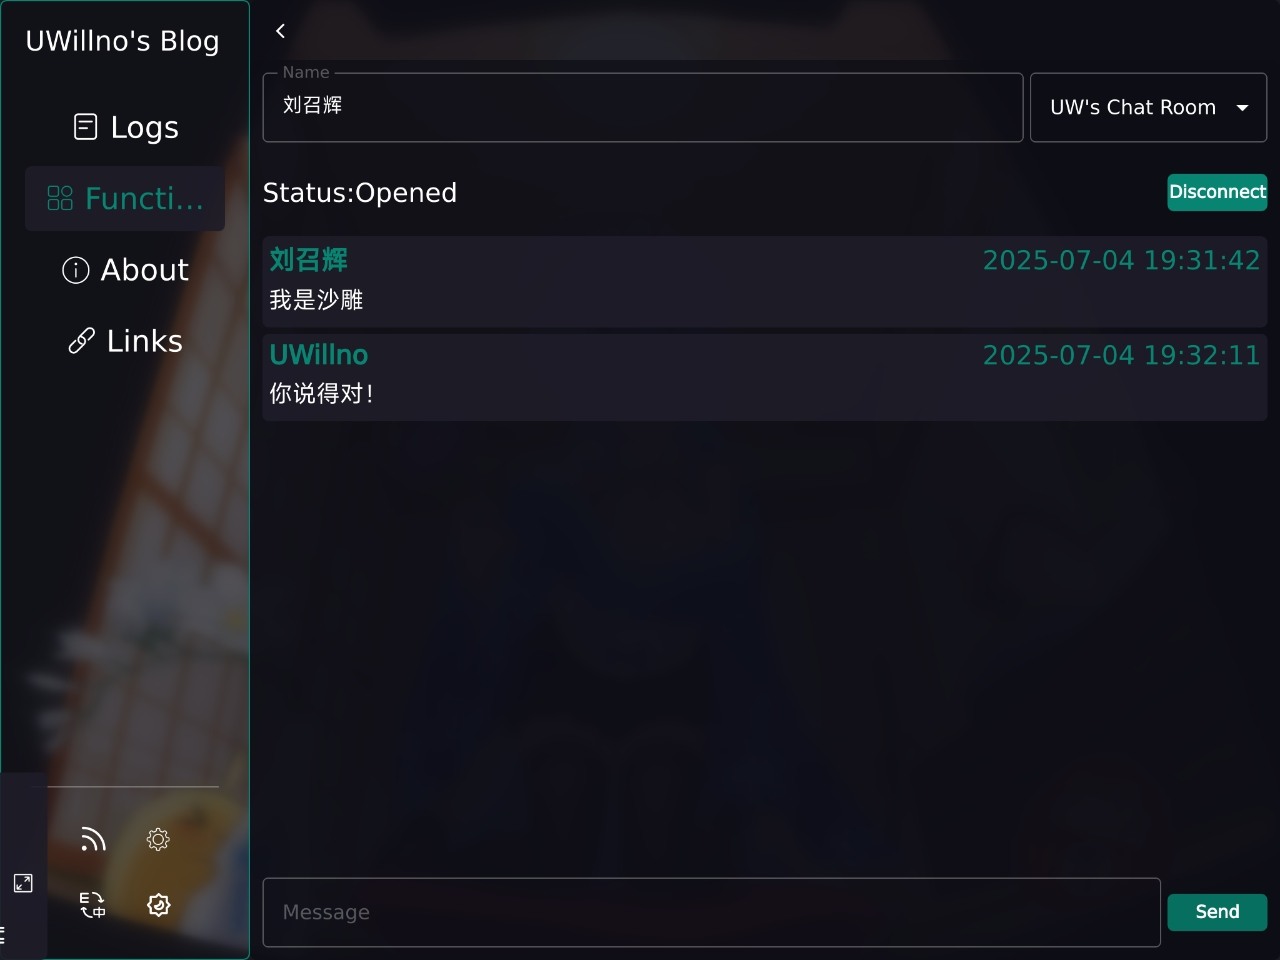 UWillno's Blog
Logs
Functi...
About
Links
Name
刘召辉
UW's Chat Room
Status:Opened
Disconnect
刘召辉 2025-07-04 19:31:42
我是沙雕
UWillno 2025-07-04 19:32:11
你说得对！
Message
Send